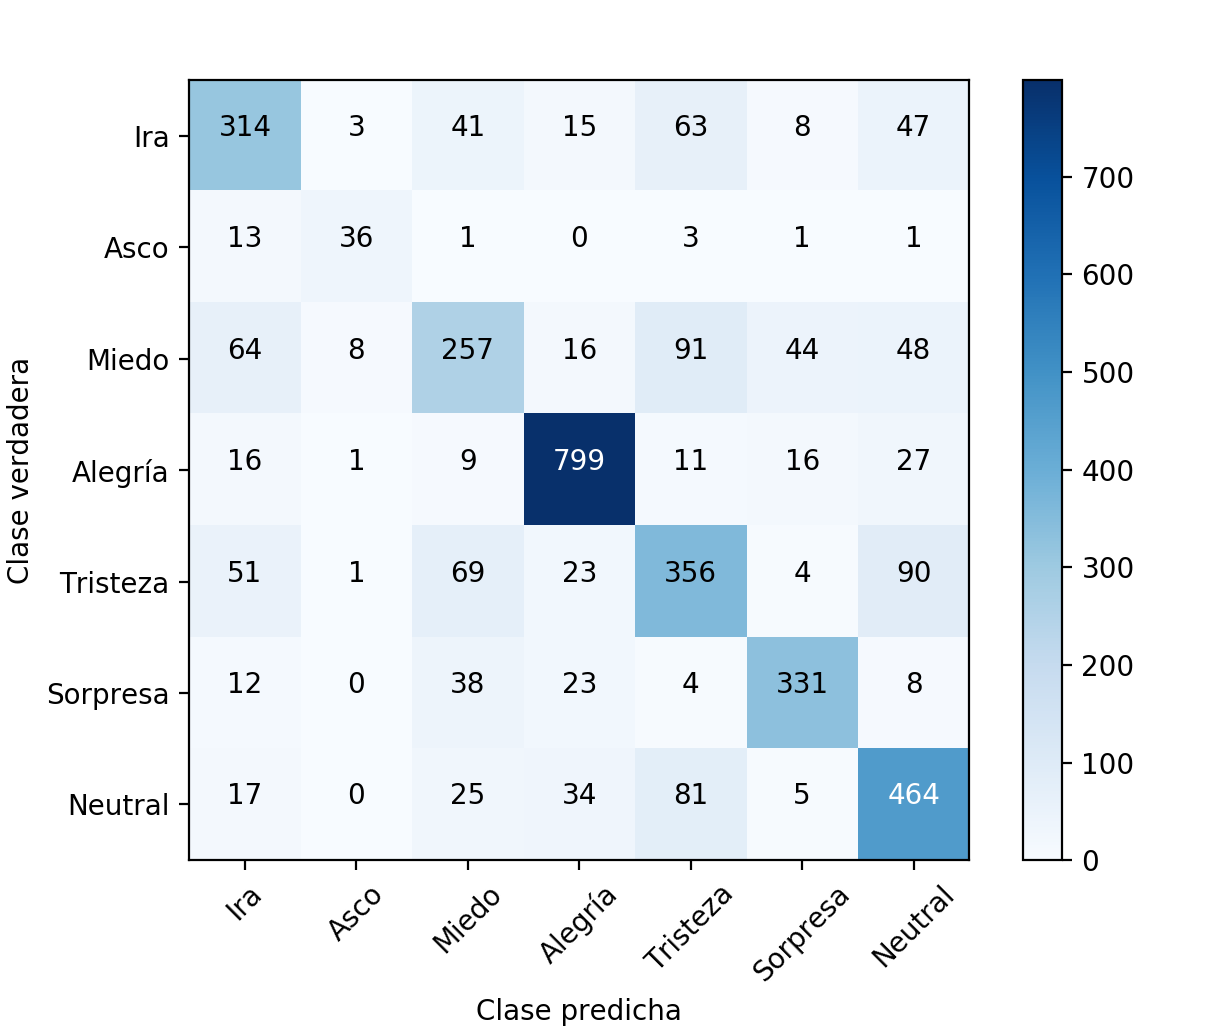 Ira 314 3 41 15 63 8 47
Asco 13 36 1 0 3 1 1
Miedo 64 8 257 16 91 44 48
Alegría 16 1 9 799 11 16 27
Tristeza 51 1 69 23 356 4 90
Sorpresa 12 0 38 23 4 331 8
Neutral 17 0 25 34 81 5 464
Ira Asco Miedo Alegría Tristeza Sorpresa Neutral
Clase predicha
Clase verdadera
700
600
500
400
300
200
100
0